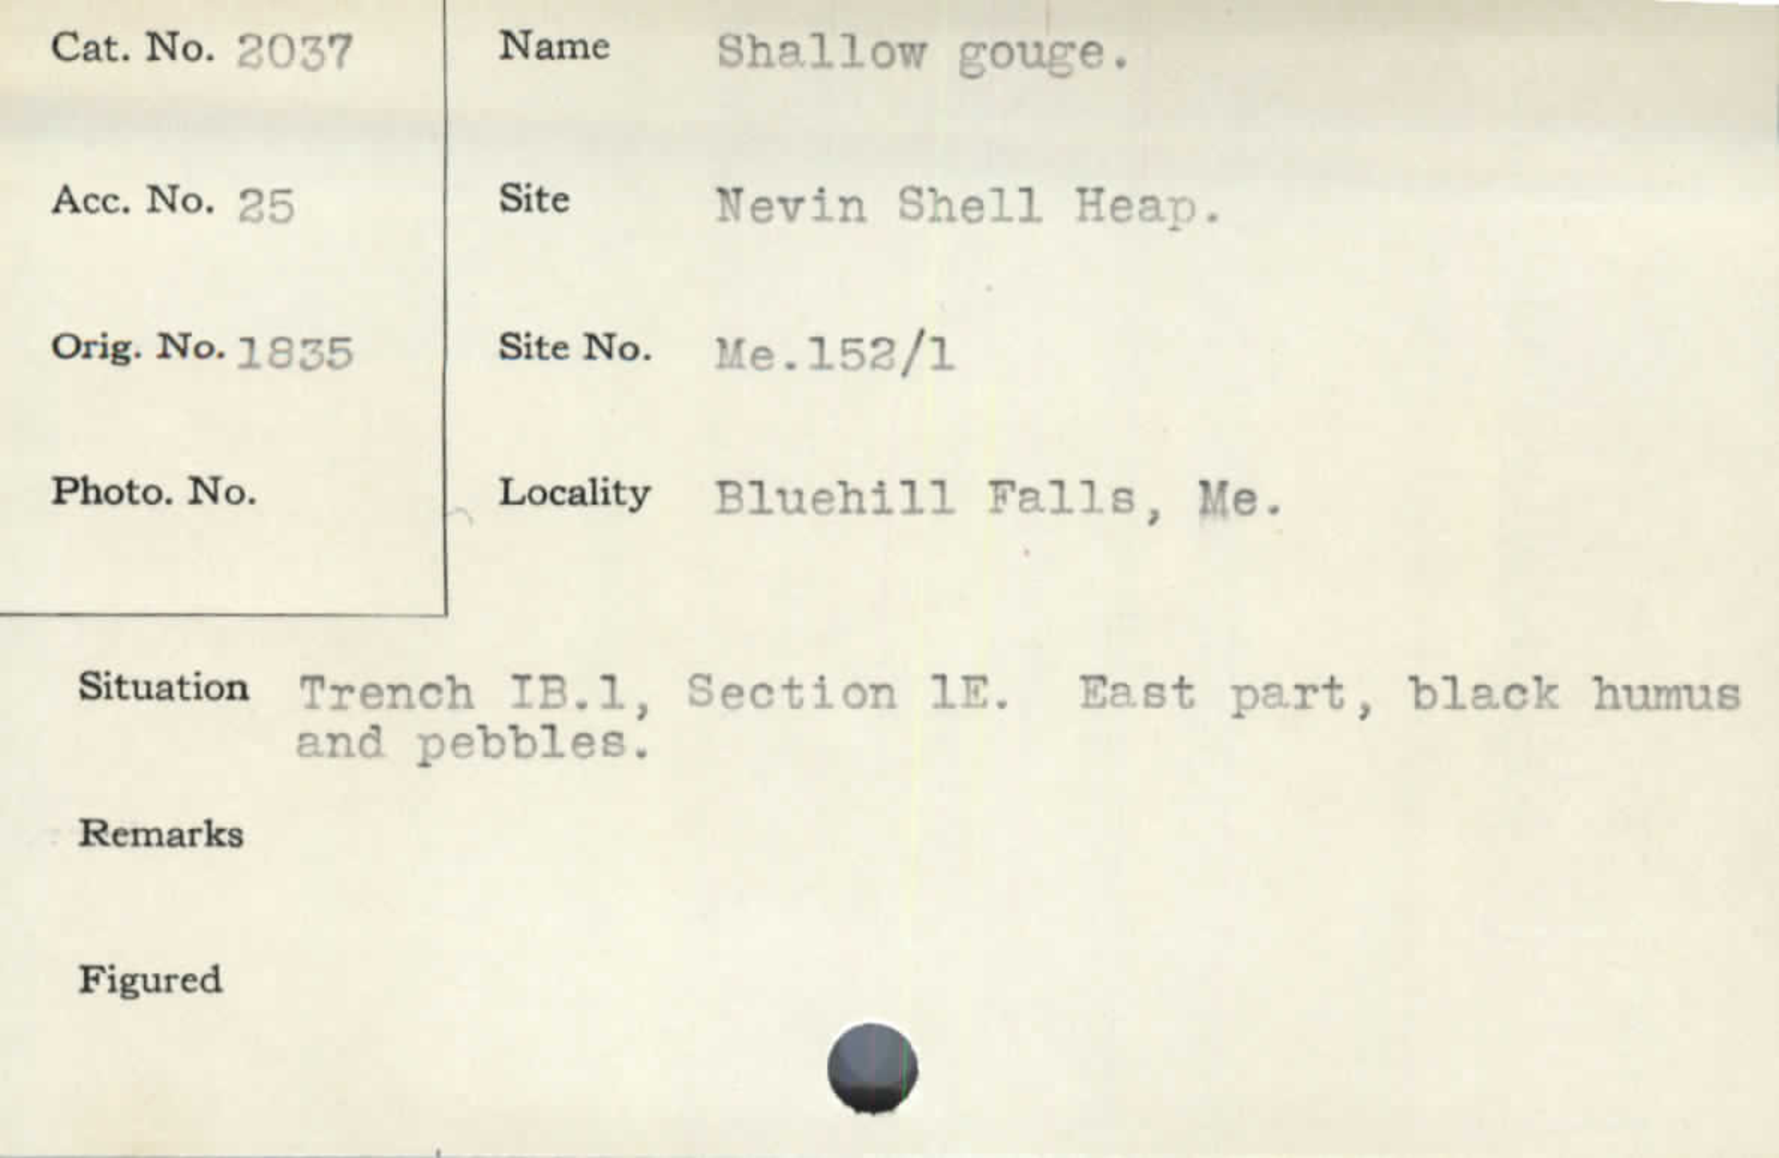 Cat. No. 2037
Name Shallow gouge.
Acc. No. 25
Site Nevin Shell Heap.
Orig. No. 1835
Site No. Me.152/1
Photo. No.
Locality Bluehill Falls, Me.
Situation Trench IB.1, Section 1E. East part, black humus
and pebbles.
Remarks
Figured